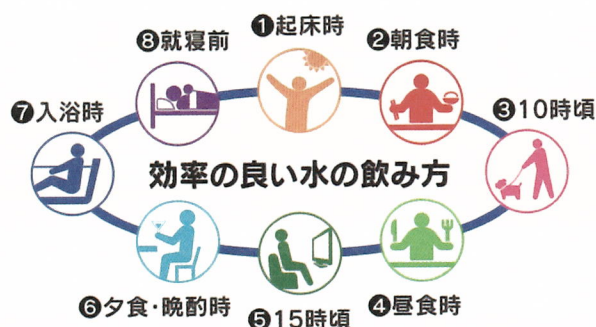 効率の良い水の飲み方
❶起床時
❷朝食時
❸10時頃
❹昼食時
❺15時頃
❻夕食・晩酌時
❼入浴時
❽就寝前